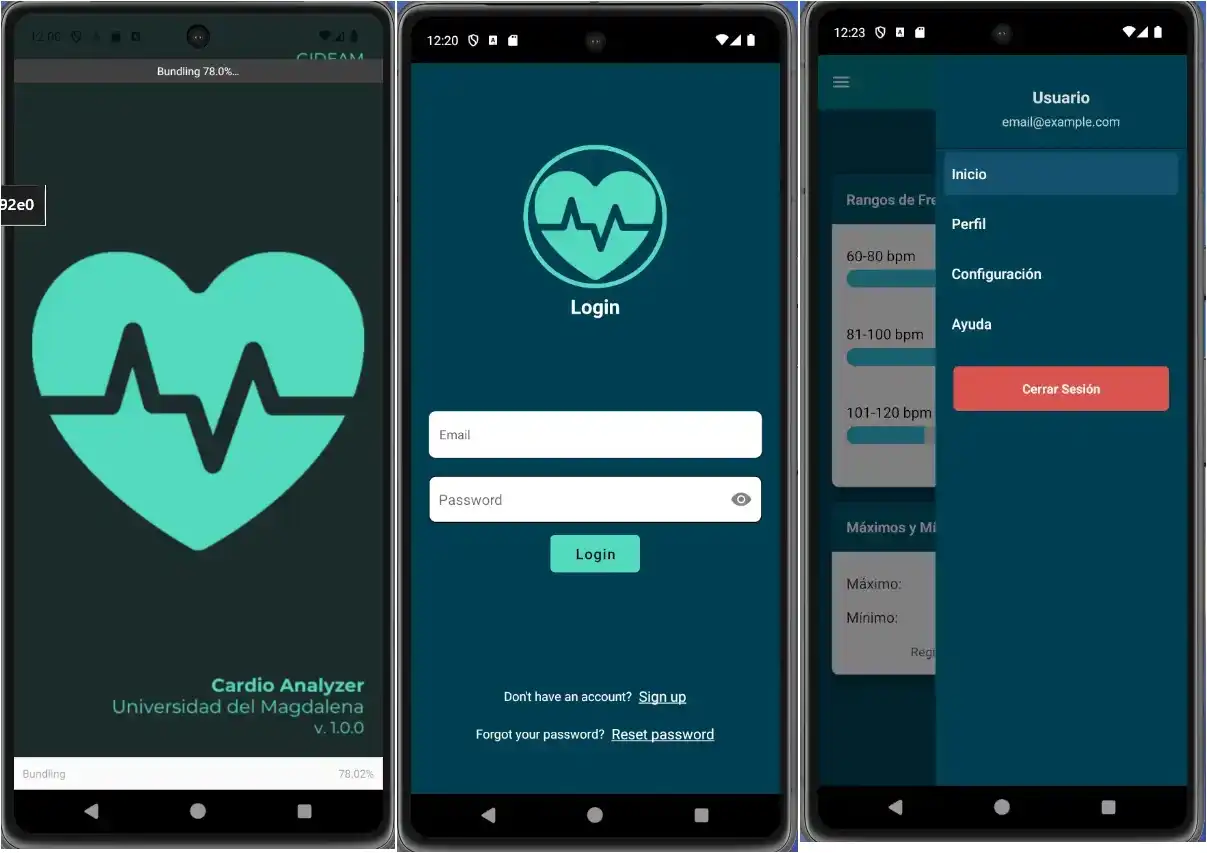 12:00
CIDEAM
Bundling 78.0%...
92e0
Cardio Analyzer
Universidad del Magdalena
v. 1.0.0
Bundling
78.02%
12:20
Login
Email
Password
Login
Don't have an account? Sign up
Forgot your password? Reset password
12:23
Usuario
email@example.com
Inicio
Perfil
Configuración
Ayuda
Cerrar Sesión
Rangos de Fre
60-80 bpm
81-100 bpm
101-120 bpm
Máximos y Mí
Máximo:
Mínimo:
Regi